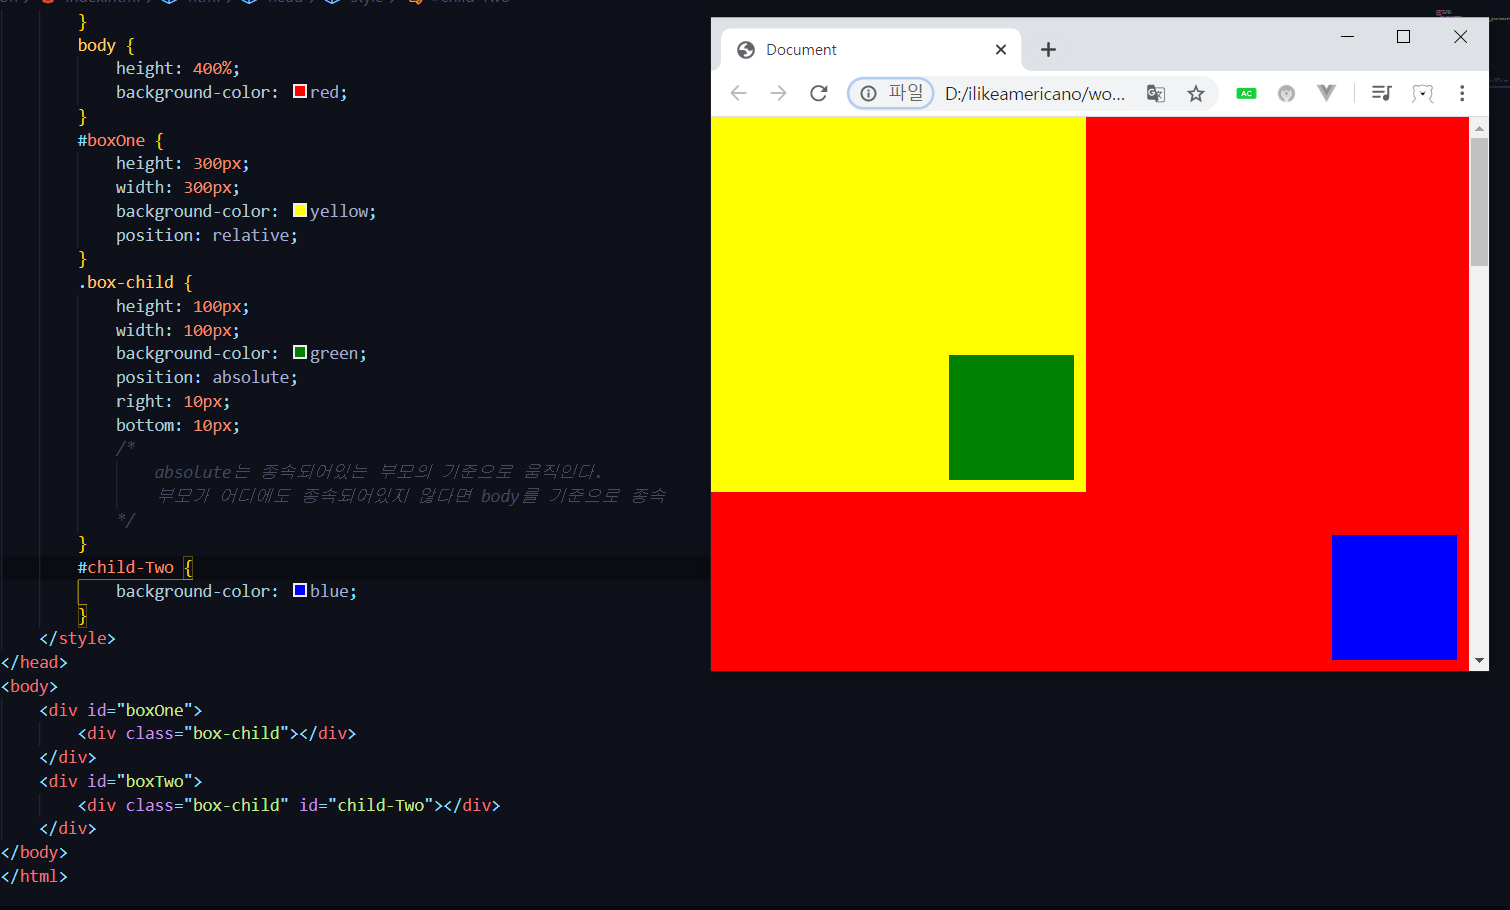 }
body {
height: 400%;
background-color: red;
}
#boxOne {
height: 300px;
width: 300px;
background-color: yellow;
position: relative;
}
.box-child {
height: 100px;
width: 100px;
background-color: green;
position: absolute;
right: 10px;
bottom: 10px;
/*
absolute는 종속되어있는 부모의 기준으로 움직인다.
부모가 어디에도 종속되어있지 않다면 body를 기준으로 종속
*/
}
#child-Two {
background-color: blue;
}
</style>
</head>
<body>
<div id="boxOne">
<div class="box-child"></div>
</div>
<div id="boxTwo">
<div class="box-child" id="child-Two"></div>
</div>
</body>
</html>
Document
파일 D:/ilikeamericano/wo...
AC